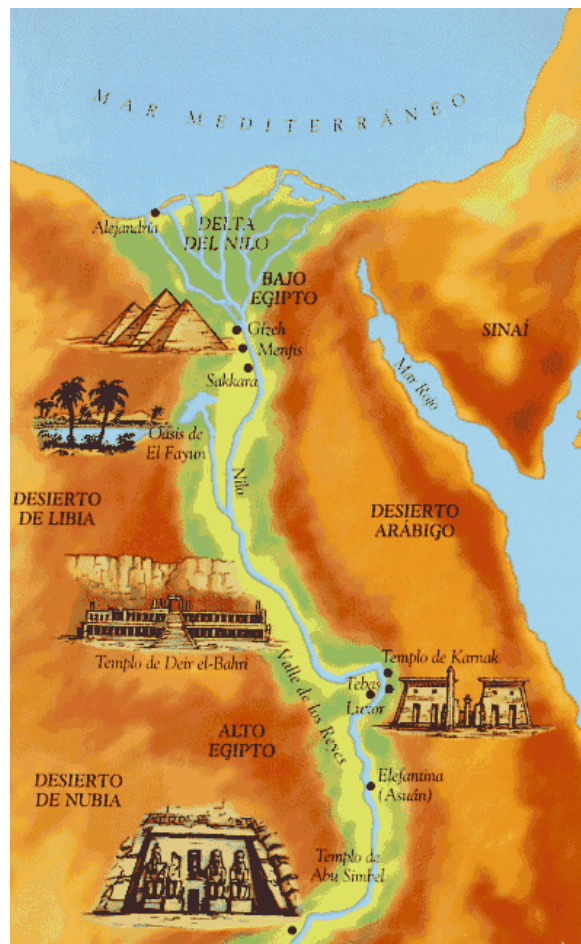 MAR MEDITERRÁNEO
Alejandría
DELTA
DEL NILO
BAJO
EGIPTO
Gízeh
Menfis
Sakkara
SINAÍ
Mar Rojo
Oasis de
El Fayun
Nilo
DESIERTO
DE LIBIA
DESIERTO
ARÁBIGO
Templo de Deir el-Bahri
Templo de Karnak
Tebas
Luxor
Valle de los Reyes
ALTO
EGIPTO
Elefantina
(Asuán)
DESIERTO
DE NUBIA
Templo de
Abu Simbel